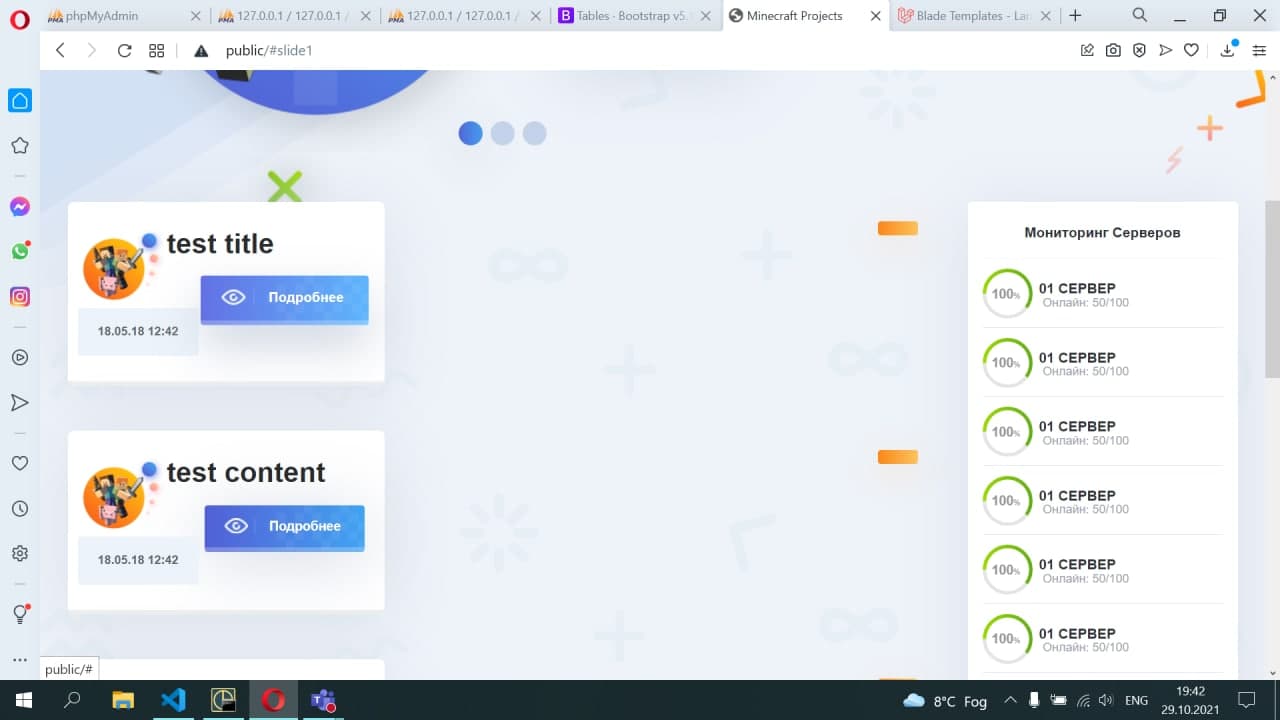 phpMyAdmin
127.0.0.1 / 127.0.0.1 /
127.0.0.1 / 127.0.0.1 /
Tables · Bootstrap v5.
Minecraft Projects
Blade Templates - La
public/#slide1
test title
Подробнее
18.05.18 12:42
test content
Подробнее
18.05.18 12:42
Мониторинг Серверов
100%
01 СЕРВЕР
Онлайн: 50/100
100%
01 СЕРВЕР
Онлайн: 50/100
100%
01 СЕРВЕР
Онлайн: 50/100
100%
01 СЕРВЕР
Онлайн: 50/100
100%
01 СЕРВЕР
Онлайн: 50/100
100%
01 СЕРВЕР
Онлайн: 50/100
public/#
8°C Fog
ENG
19:42
29.10.2021